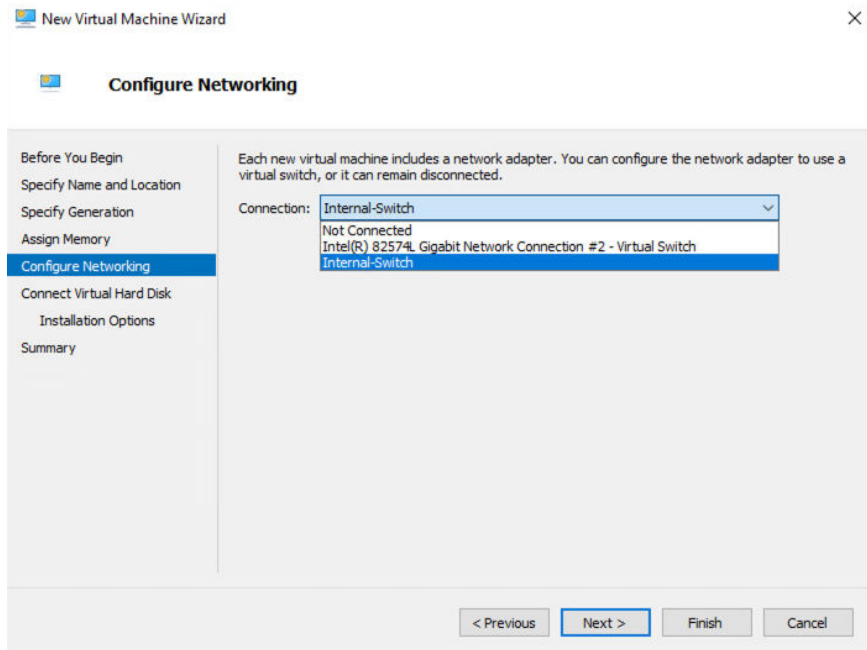 New Virtual Machine Wizard
Configure Networking
Before You Begin
Specify Name and Location
Specify Generation
Assign Memory
Configure Networking
Connect Virtual Hard Disk
Installation Options
Summary
Each new virtual machine includes a network adapter. You can configure the network adapter to use a
virtual switch, or it can remain disconnected.
Connection: Internal-Switch
Not Connected
Intel(R) 82574L Gigabit Network Connection #2 - Virtual Switch
Internal-Switch
< Previous Next > Finish Cancel